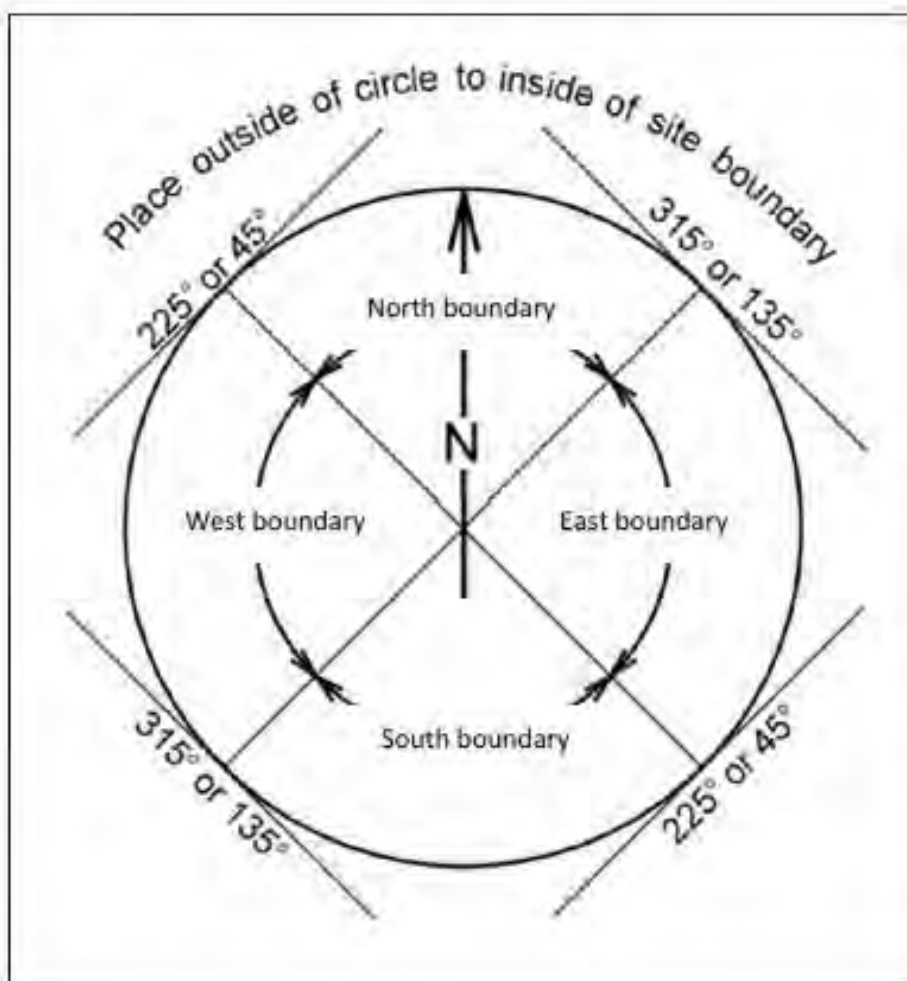 Place outside of circle to inside of site boundary
225° or 45°
315° or 135°
North boundary
N
West boundary
East boundary
South boundary
315° or 135°
225° or 45°